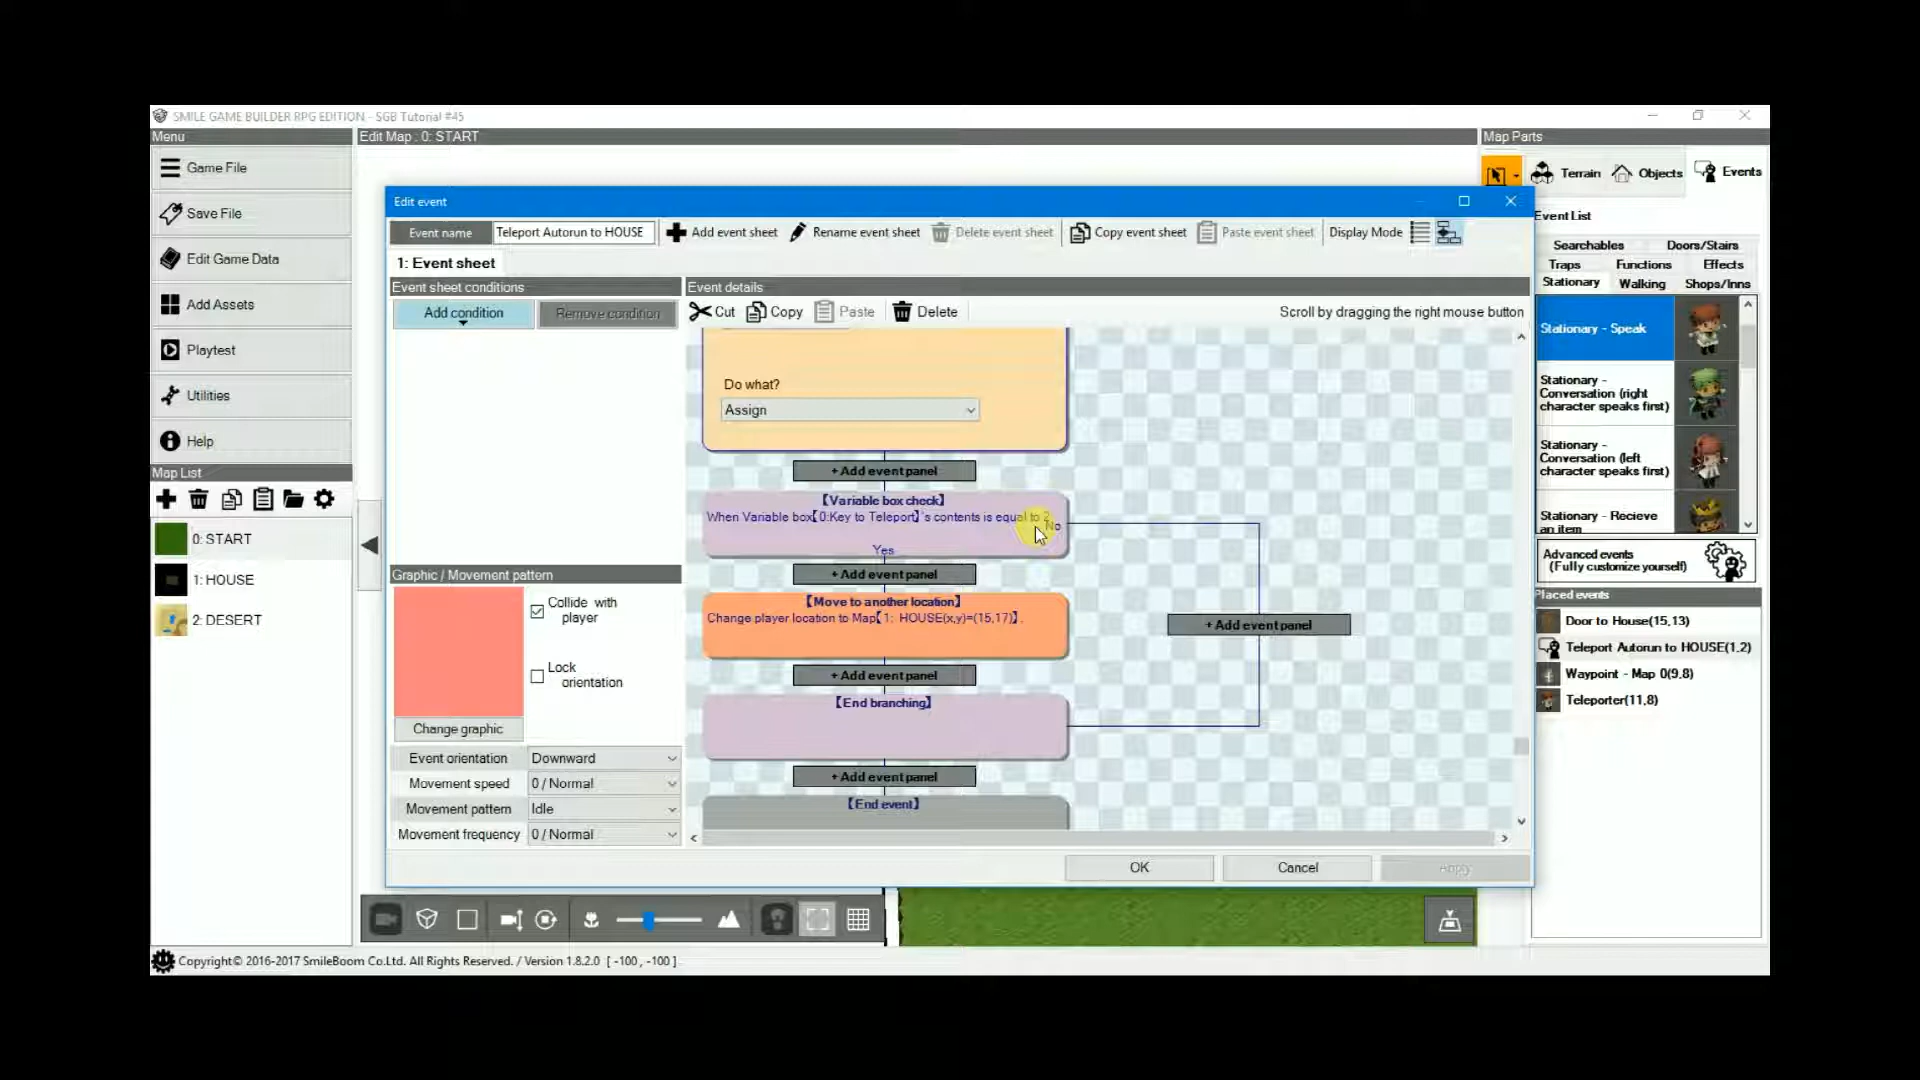 SMILE GAME BUILDER RPG EDITION - SGB Tutorial #45
Menu
Edit Map : 0: START
Map Parts
Game File
Save File
Edit Game Data
Add Assets
Playtest
Utilities
Help
Map List
0: START
1: HOUSE
2: DESERT
Edit event
Event name
Teleport Autorun to HOUSE
Add event sheet
Rename event sheet
Delete event sheet
Copy event sheet
Paste event sheet
Display Mode
1: Event sheet
Event sheet conditions
Add condition
Remove condition
Graphic / Movement pattern
Collide with
player
Lock
orientation
Change graphic
Event orientation
Downward
Movement speed
0 / Normal
Movement pattern
Idle
Movement frequency
0 / Normal
Event details
Cut
Copy
Paste
Delete
Scroll by dragging the right mouse button
Do what?
Assign
+ Add event panel
【Variable box check】
When Variable box【0:Key to Teleport】's contents is equal to 2
No
Yes
+ Add event panel
【Move to another location】
Change player location to Map【1: HOUSE(x,y)=(15,17)】.
+ Add event panel
+ Add event panel
【End branching】
+ Add event panel
【End event】
OK
Cancel
Apply
Terrain
Objects
Events
Event List
Searchables
Doors/Stairs
Traps
Functions
Effects
Stationary
Walking
Shops/Inns
Stationary - Speak
Stationary -
Conversation (right
character speaks first)
Stationary -
Conversation (left
character speaks first)
Stationary - Recieve
an item
Advanced events
(Fully customize yourself)
Placed events
Door to House(15,13)
Teleport Autorun to HOUSE(1,2)
Waypoint - Map 0(9,8)
Teleporter(11,8)
Copyright© 2016-2017 SmileBoom Co.Ltd. All Rights Reserved. / Version 1.8.2.0 [ -100 , -100 ]